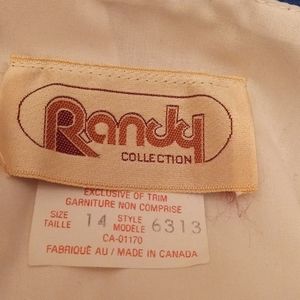 Randy
COLLECTION
EXCLUSIVE OF TRIM
GARNITURE NON COMPRISE
SIZE 14 STYLE 6313
TAILLE MODELE
CA-01170
FABRIQUÉ AU / MADE IN CANADA